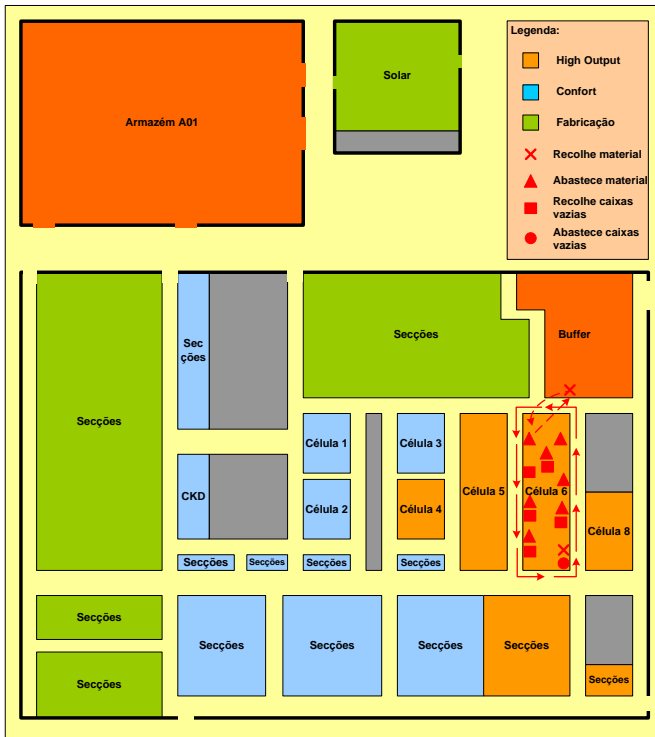 Legenda:
High Output
Confort
Fabricação
Recolhe material
Abastece material
Recolhe caixas
vazias
Abastece caixas
vazias
Armazém A01
Solar
Secções
Sec
ções
Secções
Buffer
Célula 1
Célula 3
Célula 5
Célula 6
CKD
Célula 2
Célula 4
Célula 8
Secções
Secções
Secções
Secções
Secções
Secções
Secções
Secções
Secções
Secções
Secções